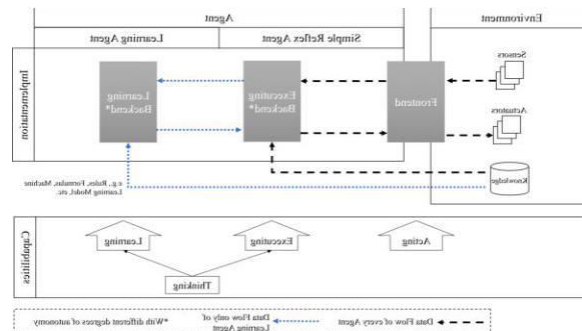 Environment
Agent
Simple Reflex Agent
Learning Agent
Implementation
Sensors
Actuators
Knowledge
Frontend
Executing
Backend*
Learning
Backend*
e.g., Rules, Formulas, Machine
Learning Model, etc.
Capabilities
Acting
Executing
Learning
Thinking
Data Flow of every Agent
Data Flow only of
Learning Agent
*With different degrees of autonomy